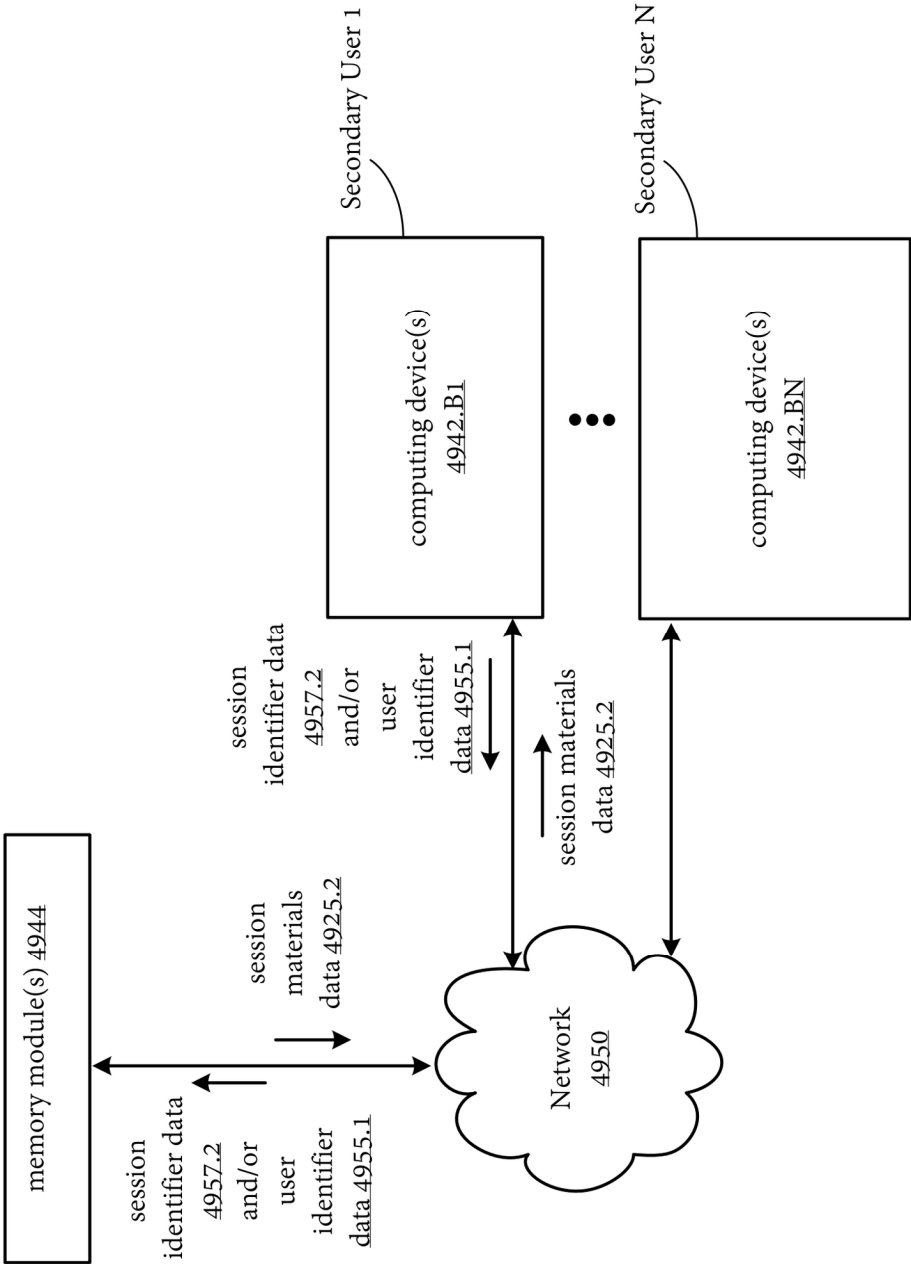 memory module(s) 4944
session
identifier data
4957.2
and/or
user
identifier
data 4955.1
session
materials
data 4925.2
Network
4950
session
identifier data
4957.2
and/or
user
identifier
data 4955.1
session materials
data 4925.2
computing device(s)
4942.B1
Secondary User 1
computing device(s)
4942.BN
Secondary User N